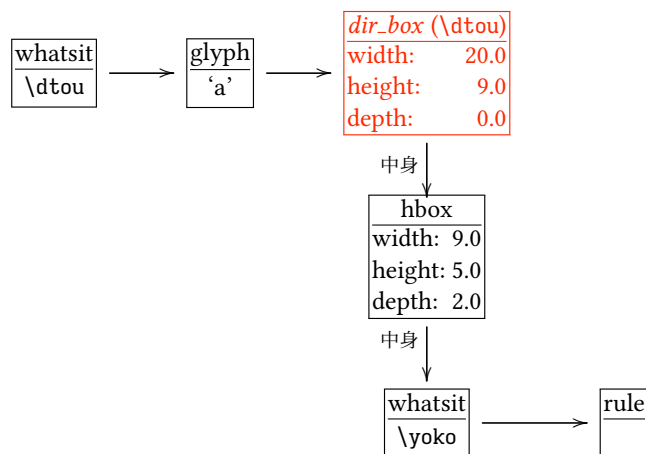 whatsit
\dtou
glyph
‘a’
dir_box (\dtou)
width: 20.0
height: 9.0
depth: 0.0
中身
hbox
width: 9.0
height: 5.0
depth: 2.0
中身
whatsit
\yoko
rule